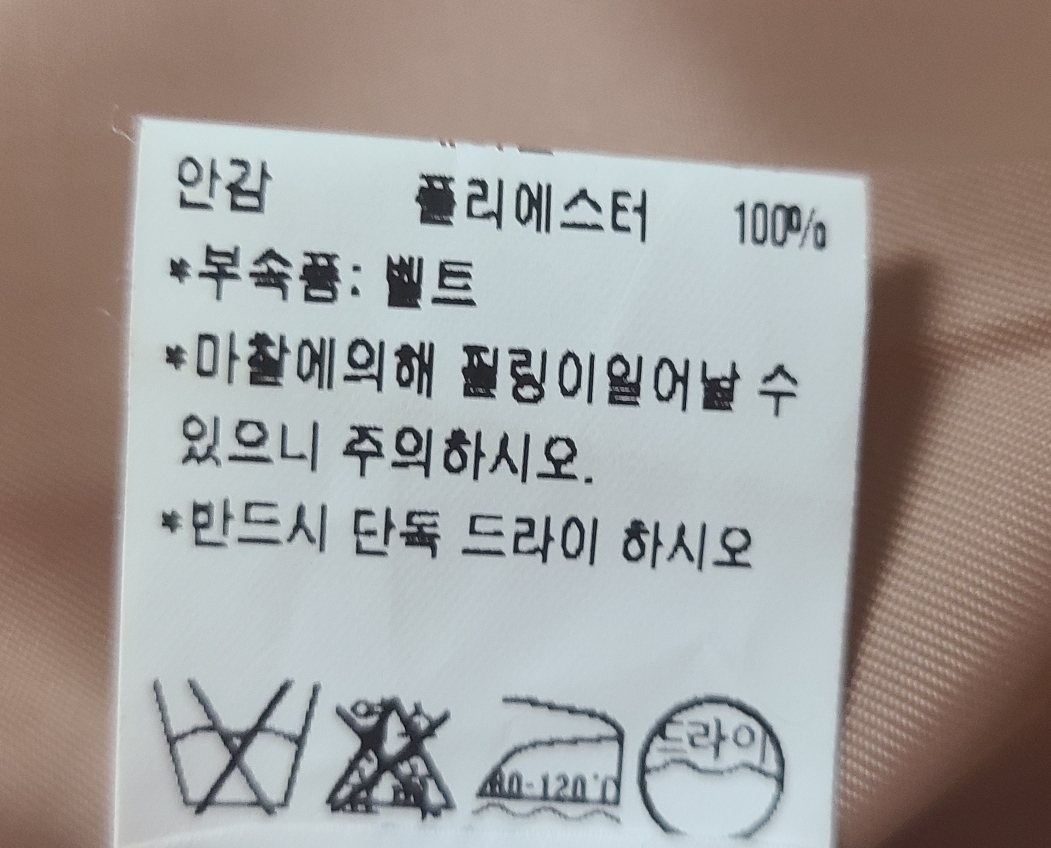 안감 폴리에스터 100%
*부속품: 벨트
*마찰에의해 필링이일어날 수
있으니 주의하시오.
*반드시 단독 드라이 하시오
80-120℃ 드라이